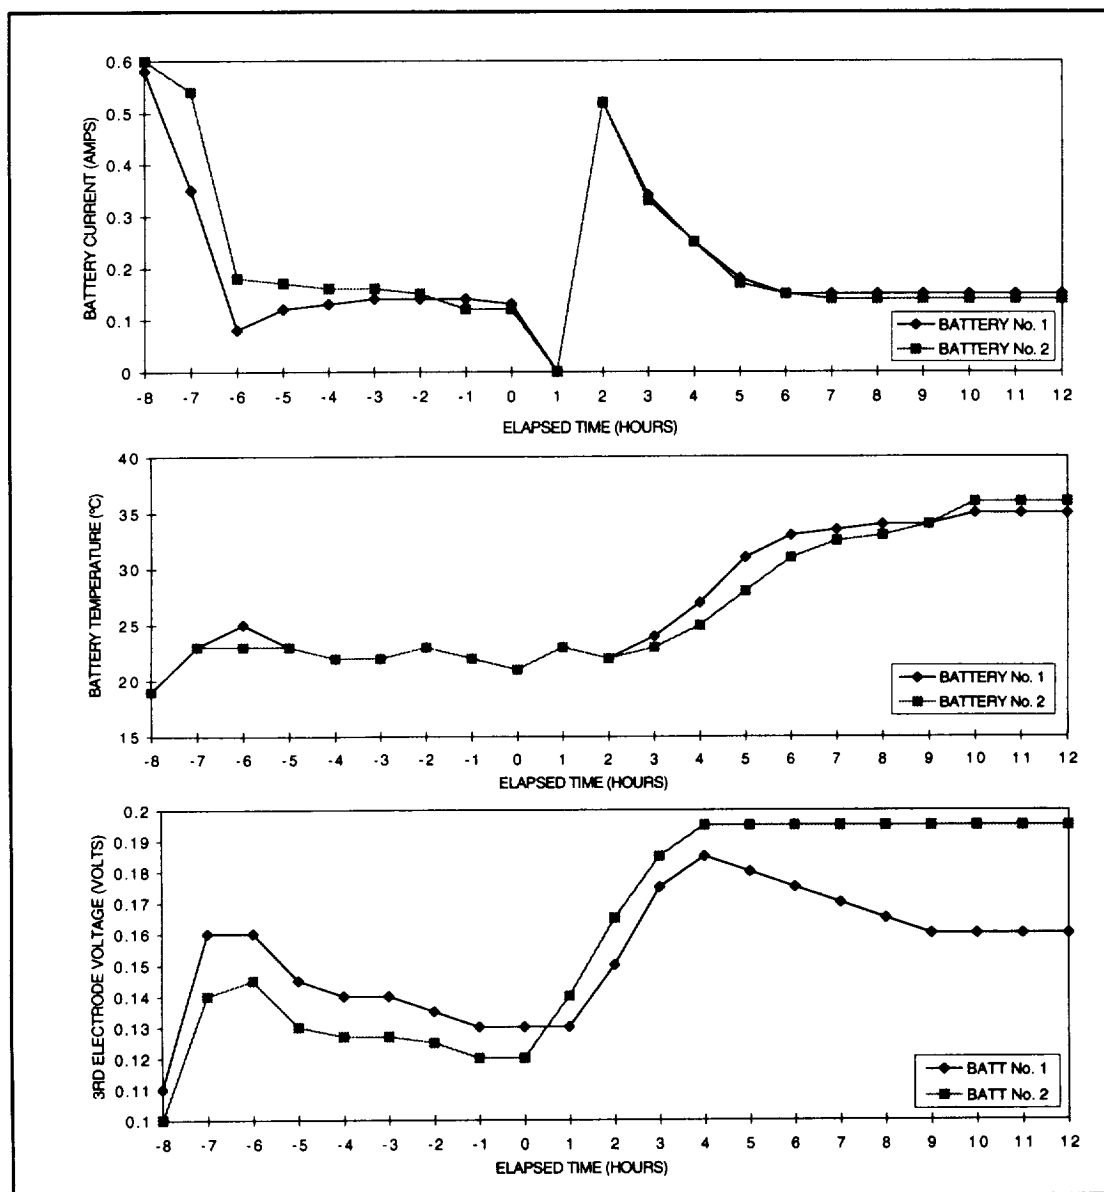 BATTERY CURRENT (AMPS)
0.6
0.5
0.4
0.3
0.2
0.1
0
BATTERY No. 1
BATTERY No. 2
-8 -7 -6 -5 -4 -3 -2 -1 0 1 2 3 4 5 6 7 8 9 10 11 12
ELAPSED TIME (HOURS)
BATTERY TEMPERATURE (ºC)
40
35
30
25
20
15
BATTERY No. 1
BATTERY No. 2
-8 -7 -6 -5 -4 -3 -2 -1 0 1 2 3 4 5 6 7 8 9 10 11 12
ELAPSED TIME (HOURS)
3RD ELECTRODE VOLTAGE (VOLTS)
0.2
0.19
0.18
0.17
0.16
0.15
0.14
0.13
0.12
0.11
0.1
BATT No. 1
BATT No. 2
-8 -7 -6 -5 -4 -3 -2 -1 0 1 2 3 4 5 6 7 8 9 10 11 12
ELAPSED TIME (HOURS)